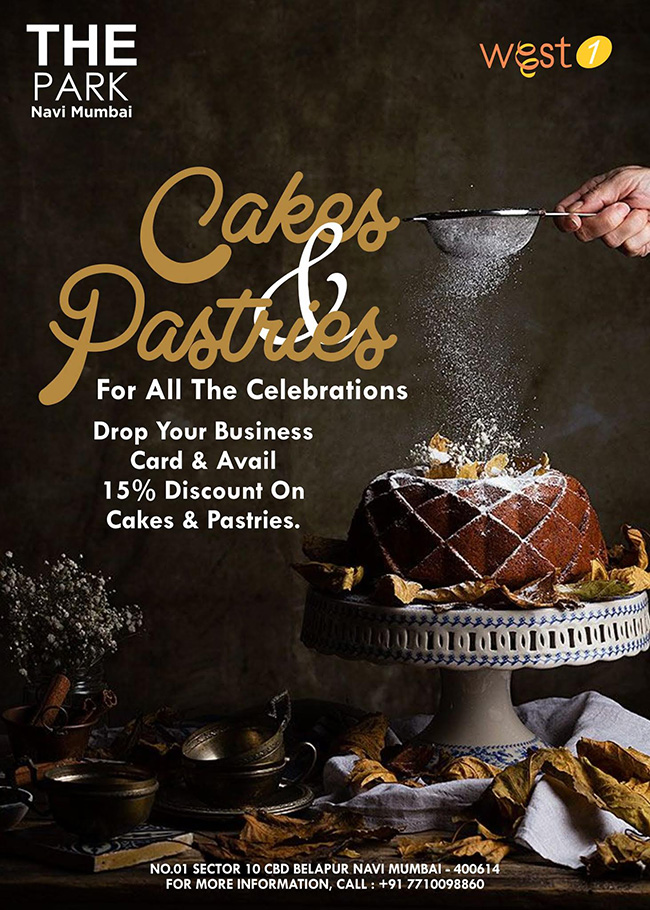 THE
PARK
Navi Mumbai
west 1
Cakes
&
Pastries
For All The Celebrations
Drop Your Business
Card & Avail
15% Discount On
Cakes & Pastries.
NO.01 SECTOR 10 CBD BELAPUR NAVI MUMBAI - 400614
FOR MORE INFORMATION, CALL : +91 7710098860